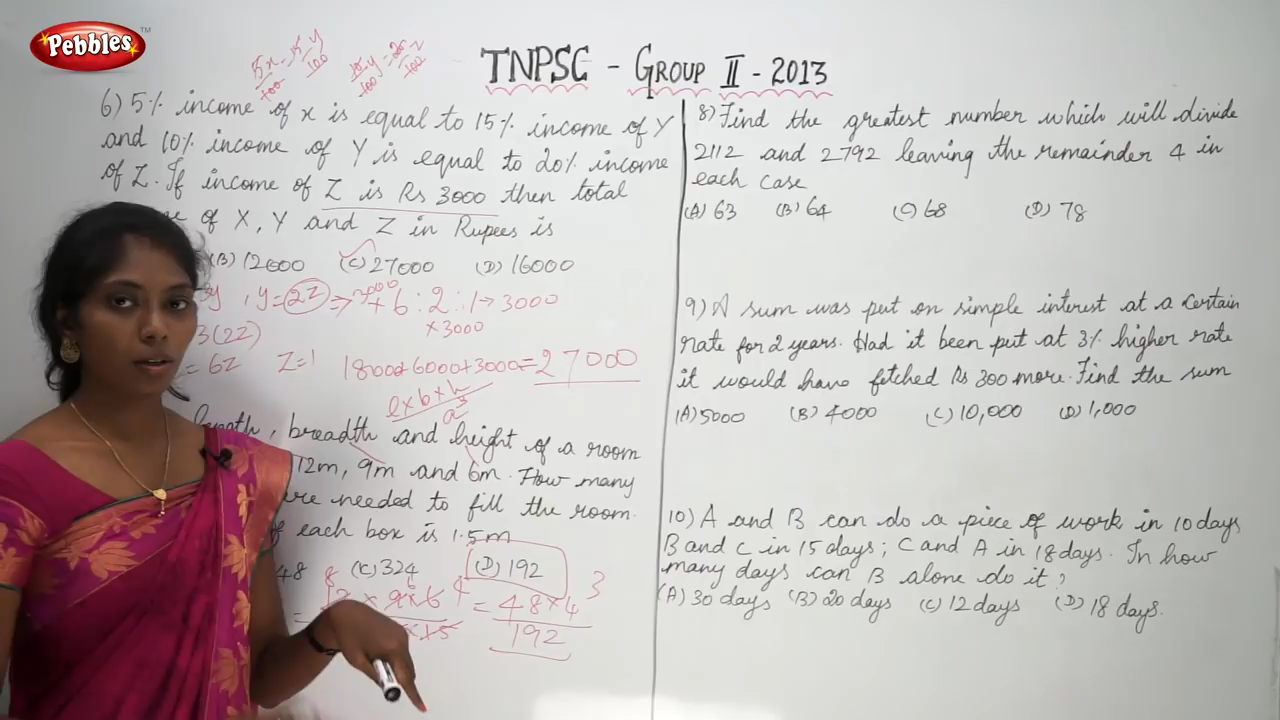 Pebbles
TM
TNPSC - GROUP II - 2013
6) 5% income of x is equal to 15% income of Y
and 10% income of Y is equal to 20% income
of Z. If income of Z is Rs 3000 then total
of X, Y and Z in Rupees is
(B) 12600 (C) 27000 (D) 16000
3y, y = 2Z ⇒ 6 : 2 : 1 → 3000
× 3000
3(2Z)
= 6Z Z=1 18000+6000+3000=27000
l×b×h
a³
length, breadth and height of a room
12m, 9m and 6m. How many
are needed to fill the room.
if each box is 1.5m
48 (C) 324 (D) 192
= 48×4
192
8) Find the greatest number which will divide
2112 and 2792 leaving the remainder 4 in
each case
(A) 63 (B) 64 (C) 68 (D) 78
9) A sum was put on simple interest at a certain
rate for 2 years. Had it been put at 3% higher rate
it would have fetched Rs 300 more. Find the sum
(A) 5000 (B) 4000 (C) 10,000 (D) 1,000
10) A and B can do a piece of work in 10 days
B and C in 15 days; C and A in 18 days. In how
many days can B alone do it?
(A) 30 days (B) 20 days (C) 12 days (D) 18 days.